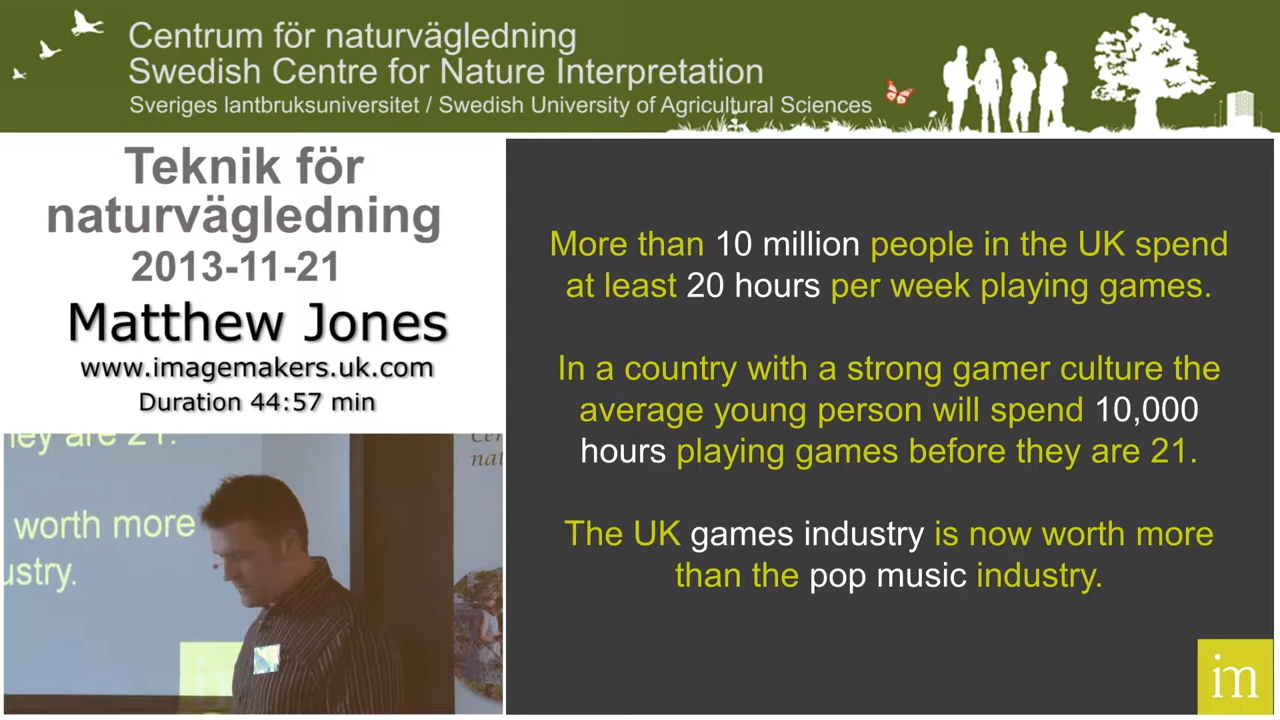 Centrum för naturvägledning
Swedish Centre for Nature Interpretation
Sveriges lantbruksuniversitet / Swedish University of Agricultural Sciences
Teknik för
naturvägledning
2013-11-21
Matthew Jones
www.imagemakers.uk.com
Duration 44:57 min
they are 21.
worth more
ustry.
More than 10 million people in the UK spend
at least 20 hours per week playing games.
In a country with a strong gamer culture the
average young person will spend 10,000
hours playing games before they are 21.
The UK games industry is now worth more
than the pop music industry.
im